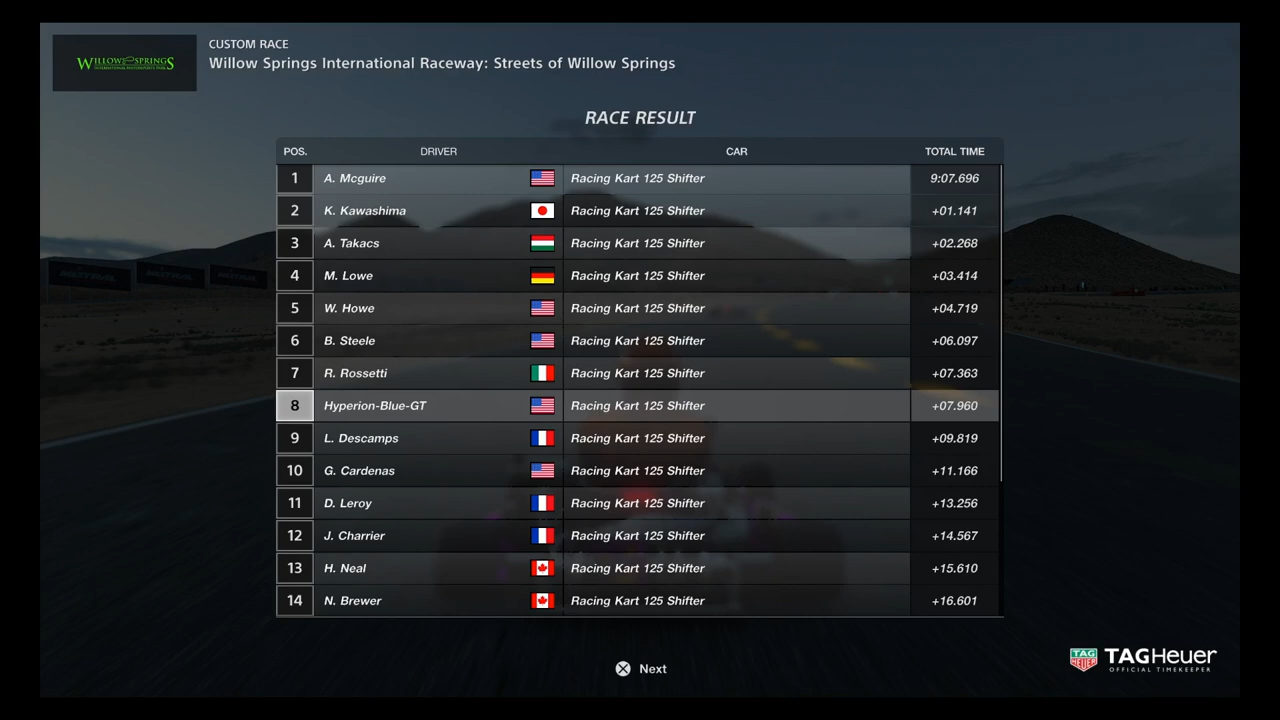 WILLOW SPRINGS
CUSTOM RACE
Willow Springs International Raceway: Streets of Willow Springs
RACE RESULT
POS. DRIVER CAR TOTAL TIME
1 A. Mcguire Racing Kart 125 Shifter 9:07.696
2 K. Kawashima Racing Kart 125 Shifter +01.141
3 A. Takacs Racing Kart 125 Shifter +02.268
4 M. Lowe Racing Kart 125 Shifter +03.414
5 W. Howe Racing Kart 125 Shifter +04.719
6 B. Steele Racing Kart 125 Shifter +06.097
7 R. Rossetti Racing Kart 125 Shifter +07.363
8 Hyperion-Blue-GT Racing Kart 125 Shifter +07.960
9 L. Descamps Racing Kart 125 Shifter +09.819
10 G. Cardenas Racing Kart 125 Shifter +11.166
11 D. Leroy Racing Kart 125 Shifter +13.256
12 J. Charrier Racing Kart 125 Shifter +14.567
13 H. Neal Racing Kart 125 Shifter +15.610
14 N. Brewer Racing Kart 125 Shifter +16.601
Next
TAG HEUER TAGHeuer
OFFICIAL TIMEKEEPER